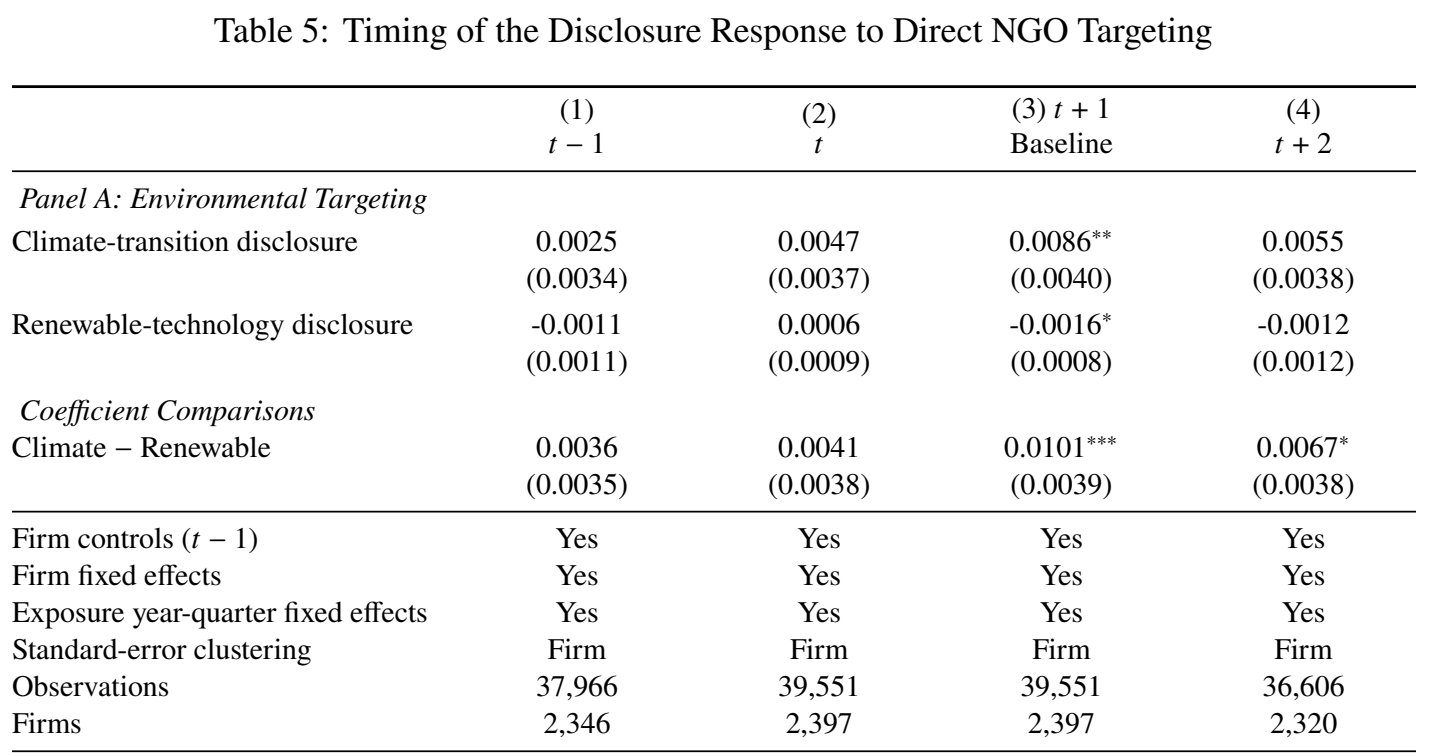 Table 5: Timing of the Disclosure Response to Direct NGO Targeting
(1) (2) (3) t + 1 (4)
t − 1 t Baseline t + 2
Panel A: Environmental Targeting
Climate-transition disclosure 0.0025 0.0047 0.0086** 0.0055
(0.0034) (0.0037) (0.0040) (0.0038)
Renewable-technology disclosure -0.0011 0.0006 -0.0016* -0.0012
(0.0011) (0.0009) (0.0008) (0.0012)
Coefficient Comparisons
Climate − Renewable 0.0036 0.0041 0.0101*** 0.0067*
(0.0035) (0.0038) (0.0039) (0.0038)
Firm controls (t − 1) Yes Yes Yes Yes
Firm fixed effects Yes Yes Yes Yes
Exposure year-quarter fixed effects Yes Yes Yes Yes
Standard-error clustering Firm Firm Firm Firm
Observations 37,966 39,551 39,551 36,606
Firms 2,346 2,397 2,397 2,320